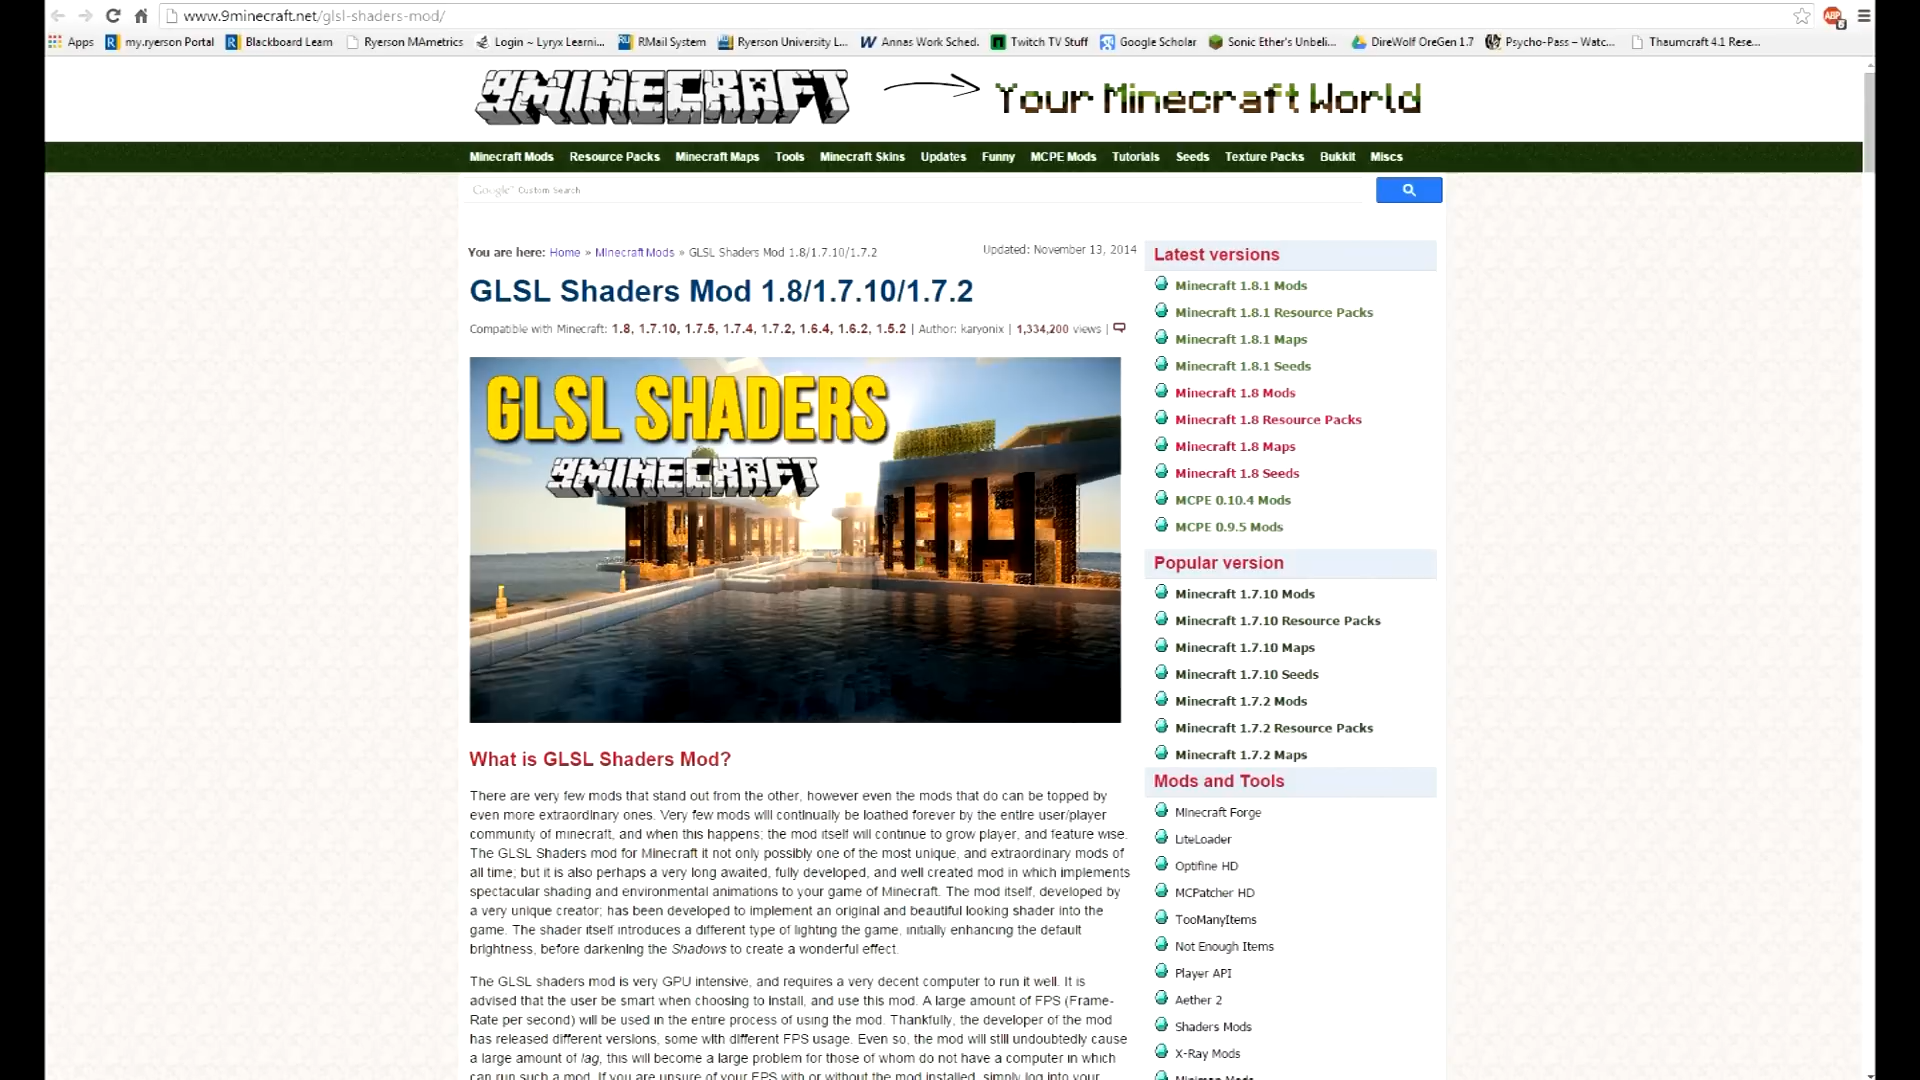 www.9minecraft.net/glsl-shaders-mod/
Apps my.ryerson Portal Blackboard Learn Ryerson MAmetrics Login ~ Lyryx Learni... RMail System Ryerson University L... Annas Work Sched. Twitch TV Stuff Google Scholar Sonic Ether's Unbeli... DireWolf OreGen 1.7 Psycho-Pass – Watc... Thaumcraft 4.1 Rese...
9MINECRAFT Your Minecraft World
Minecraft Mods Resource Packs Minecraft Maps Tools Minecraft Skins Updates Funny MCPE Mods Tutorials Seeds Texture Packs Bukkit Miscs
Google™ Custom Search
You are here: Home » Minecraft Mods » GLSL Shaders Mod 1.8/1.7.10/1.7.2
Updated: November 13, 2014
GLSL Shaders Mod 1.8/1.7.10/1.7.2
Compatible with Minecraft: 1.8, 1.7.10, 1.7.5, 1.7.4, 1.7.2, 1.6.4, 1.6.2, 1.5.2 | Author: karyonix | 1,334,200 views |
GLSL SHADERS
9MINECRAFT
What is GLSL Shaders Mod?
There are very few mods that stand out from the other, however even the mods that do can be topped by
even more extraordinary ones. Very few mods will continually be loathed forever by the entire user/player
community of minecraft, and when this happens; the mod itself will continue to grow player, and feature wise.
The GLSL Shaders mod for Minecraft it not only possibly one of the most unique, and extraordinary mods of
all time; but it is also perhaps a very long awaited, fully developed, and well created mod in which implements
spectacular shading and environmental animations to your game of Minecraft. The mod itself, developed by
a very unique creator; has been developed to implement an original and beautiful looking shader into the
game. The shader itself introduces a different type of lighting the game, initially enhancing the default
brightness, before darkening the Shadows to create a wonderful effect.
The GLSL shaders mod is very GPU intensive, and requires a very decent computer to run it well. It is
advised that the user be smart when choosing to install, and use this mod. A large amount of FPS (Frame-
Rate per second) will be used in the entire process of using the mod. Thankfully, the developer of the mod
has released different versions, some with different FPS usage. Even so, the mod will still undoubtedly cause
a large amount of lag, this will become a large problem for those of whom do not have a computer in which
can run such a mod. If you are unsure of your FPS with or without the mod installed, simply log into your
Latest versions
Minecraft 1.8.1 Mods
Minecraft 1.8.1 Resource Packs
Minecraft 1.8.1 Maps
Minecraft 1.8.1 Seeds
Minecraft 1.8 Mods
Minecraft 1.8 Resource Packs
Minecraft 1.8 Maps
Minecraft 1.8 Seeds
MCPE 0.10.4 Mods
MCPE 0.9.5 Mods
Popular version
Minecraft 1.7.10 Mods
Minecraft 1.7.10 Resource Packs
Minecraft 1.7.10 Maps
Minecraft 1.7.10 Seeds
Minecraft 1.7.2 Mods
Minecraft 1.7.2 Resource Packs
Minecraft 1.7.2 Maps
Mods and Tools
Minecraft Forge
LiteLoader
Optifine HD
MCPatcher HD
TooManyItems
Not Enough Items
Player API
Aether 2
Shaders Mods
X-Ray Mods